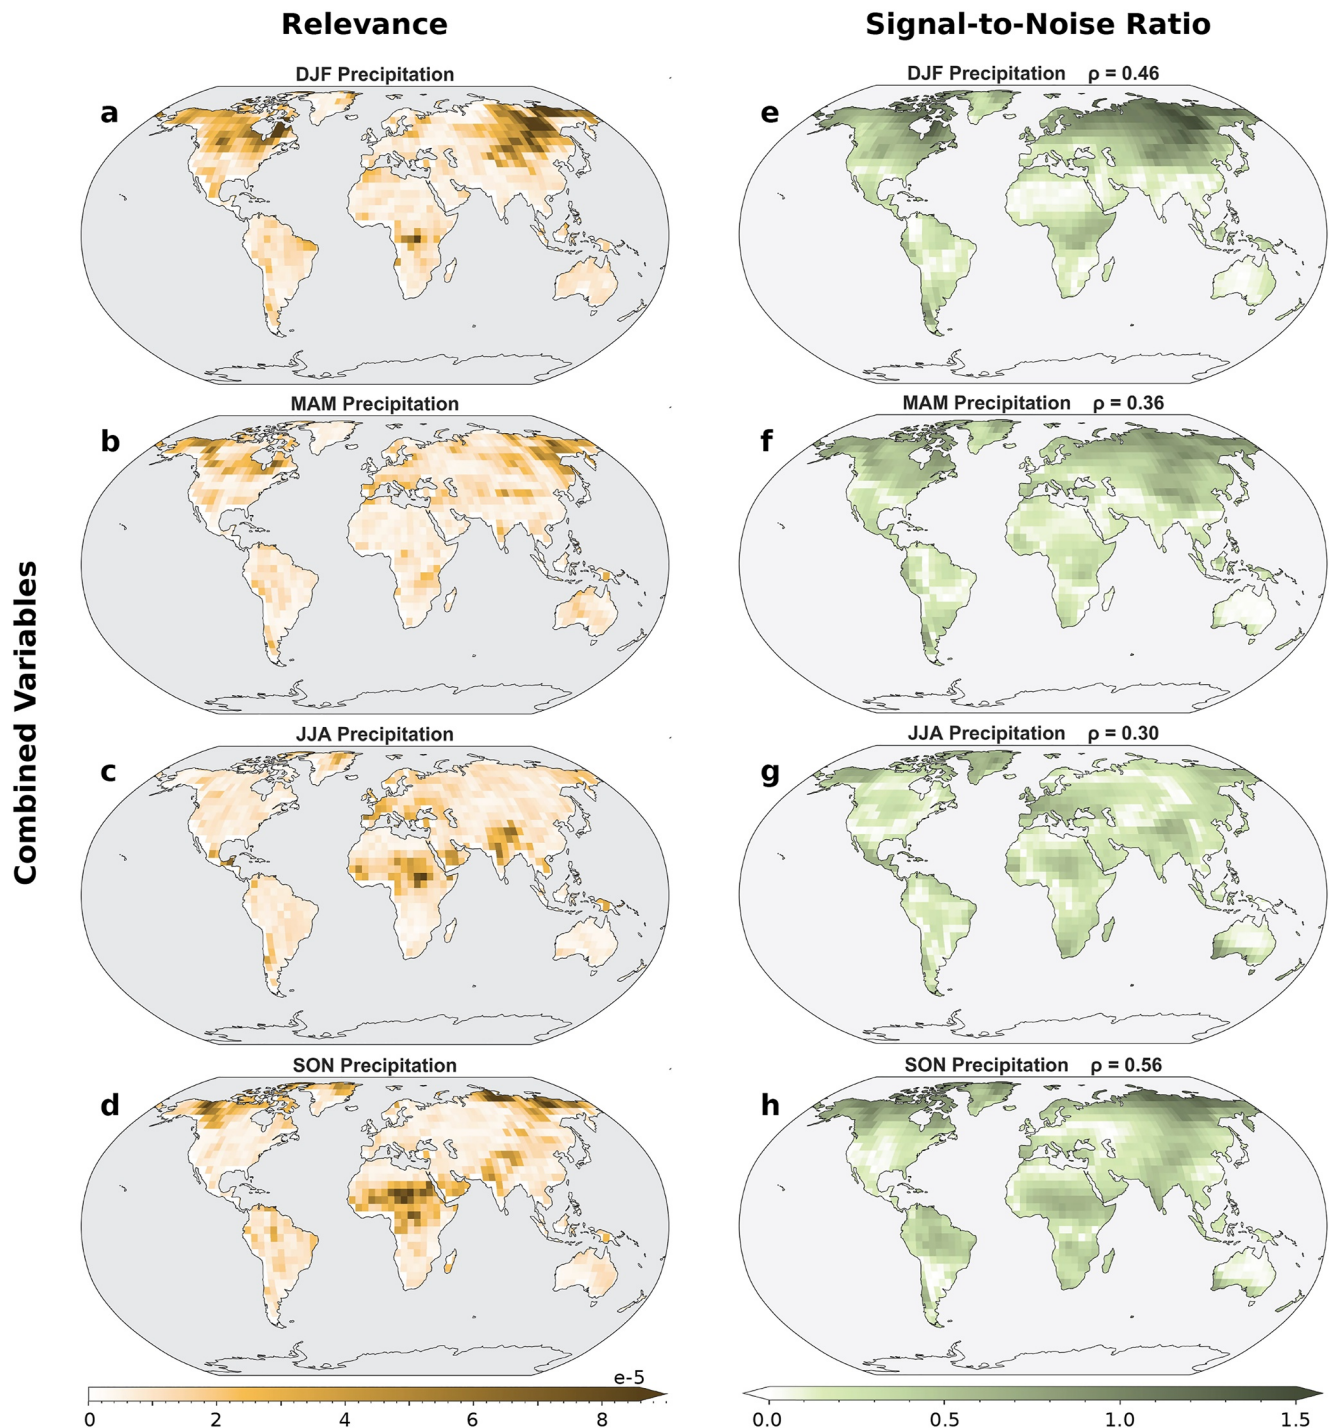 Relevance
Signal-to-Noise Ratio
DJF Precipitation
DJF Precipitation ρ = 0.46
a
e
MAM Precipitation
MAM Precipitation ρ = 0.36
b
f
Combined Variables
JJA Precipitation
JJA Precipitation ρ = 0.30
c
g
SON Precipitation
SON Precipitation ρ = 0.56
d
h
e-5
0 2 4 6 8
0.0 0.5 1.0 1.5